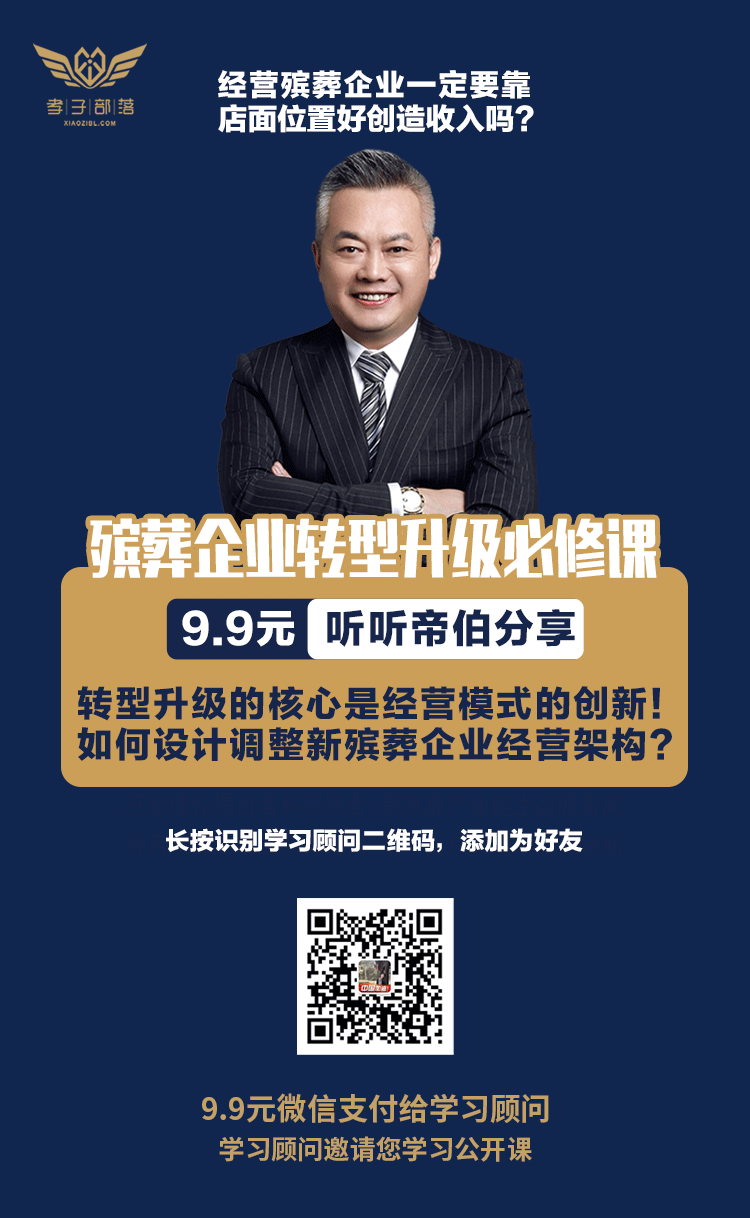 孝子部落
XIAOZIBL.COM
经营殡葬企业一定要靠
店面位置好创造收入吗?
殡葬企业转型升级必修课
9.9元 听听帝伯分享
转型升级的核心是经营模式的创新!
如何设计调整新殡葬企业经营架构?
长按识别学习顾问二维码,添加为好友
9.9元微信支付给学习顾问
学习顾问邀请您学习公开课